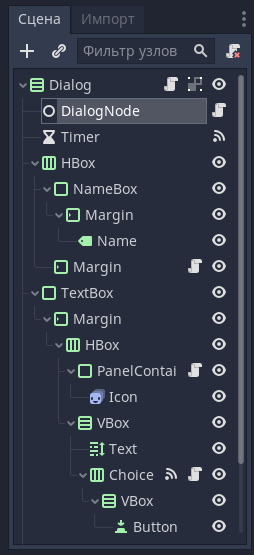 Сцена Импорт
Фильтр узлов
Dialog
DialogNode
Timer
HBox
NameBox
Margin
Name
Margin
TextBox
Margin
HBox
PanelContai
Icon
VBox
Text
Choice
VBox
Button